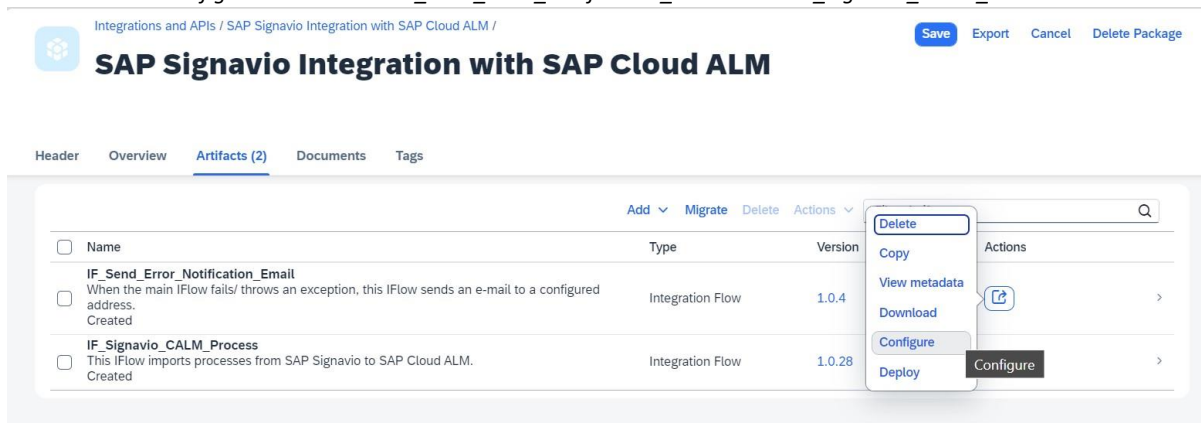 Integrations and APIs / SAP Signavio Integration with SAP Cloud ALM /
Save Export Cancel Delete Package
SAP Signavio Integration with SAP Cloud ALM
Header Overview Artifacts (2) Documents Tags
Add Migrate Delete Actions
Name Type Version Actions
IF_Send_Error_Notification_Email
When the main IFlow fails/ throws an exception, this IFlow sends an e-mail to a configured
address.
Created
Integration Flow 1.0.4
IF_Signavio_CALM_Process
This IFlow imports processes from SAP Signavio to SAP Cloud ALM.
Created
Integration Flow 1.0.28
Delete
Copy
View metadata
Download
Configure
Deploy
Configure